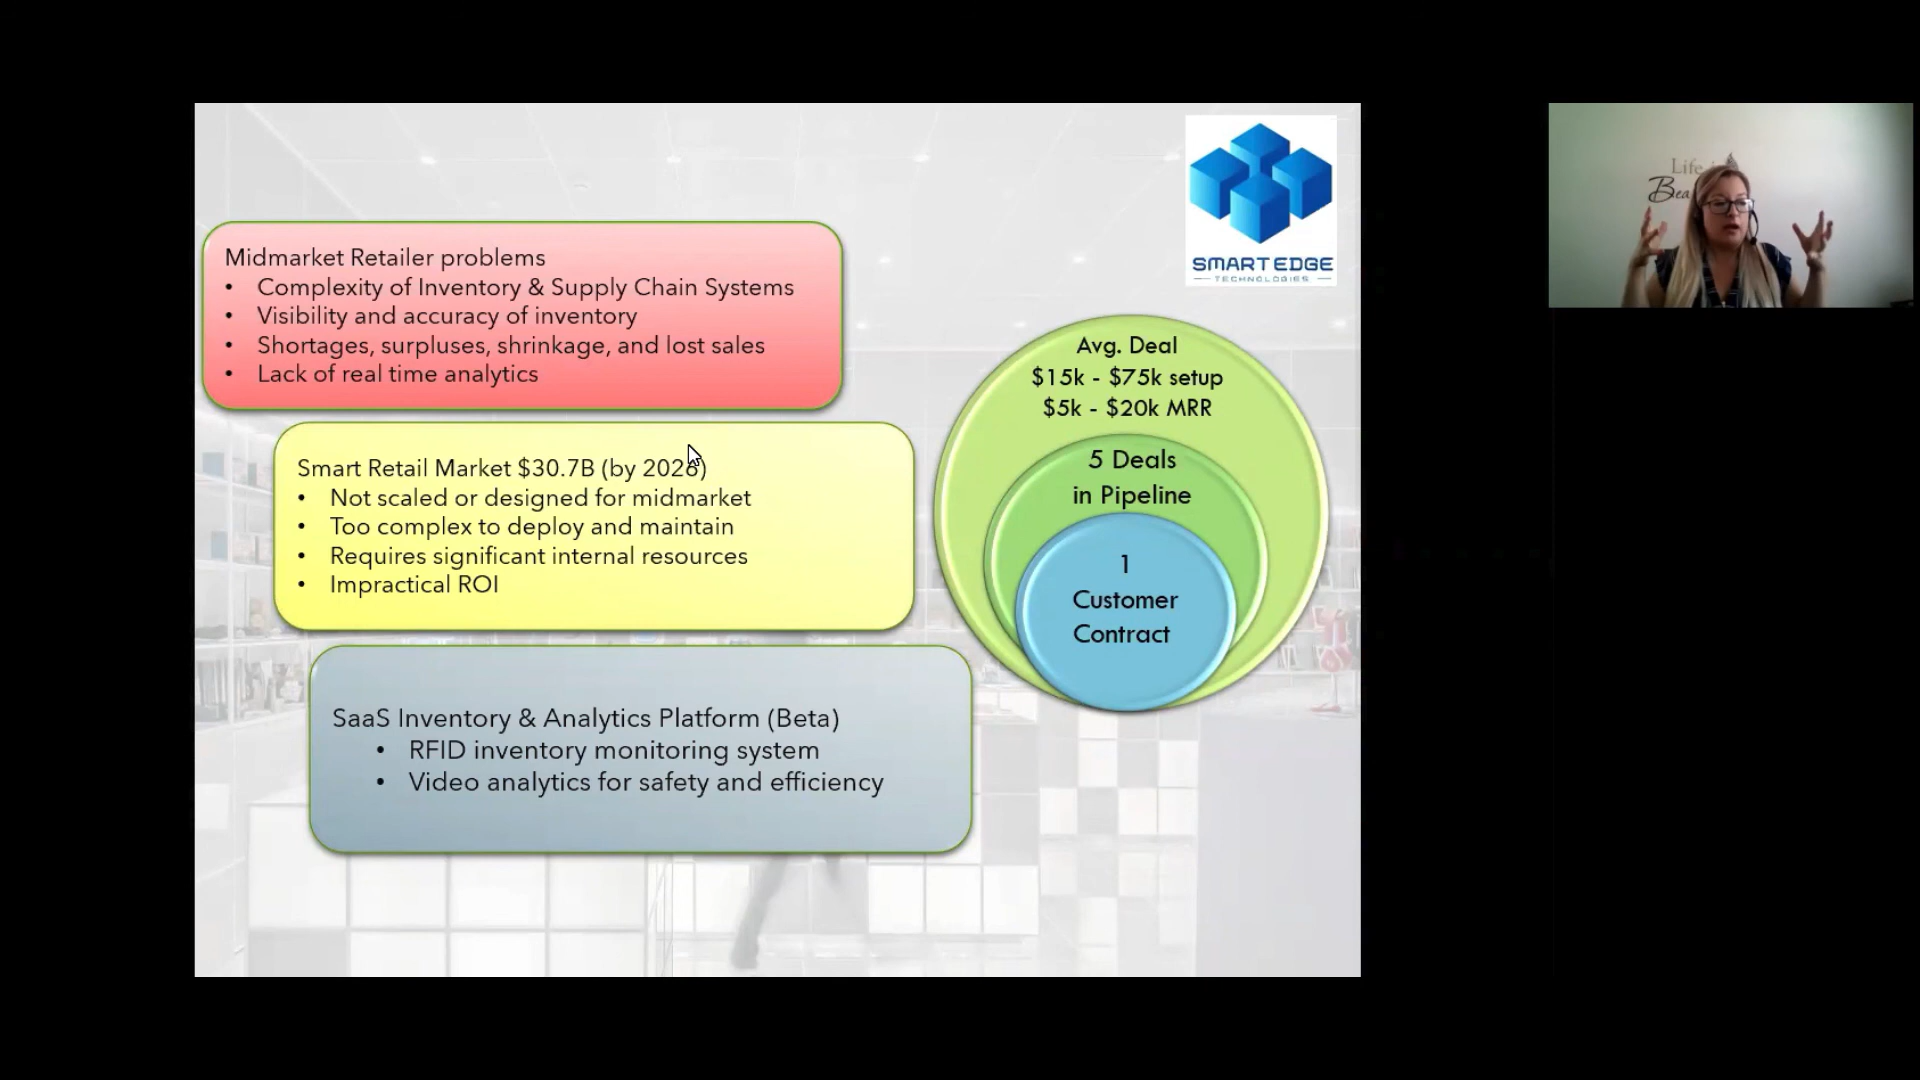 SMART EDGE
TECHNOLOGIES
Midmarket Retailer problems
• Complexity of Inventory & Supply Chain Systems
• Visibility and accuracy of inventory
• Shortages, surpluses, shrinkage, and lost sales
• Lack of real time analytics
Smart Retail Market $30.7B (by 2026)
• Not scaled or designed for midmarket
• Too complex to deploy and maintain
• Requires significant internal resources
• Impractical ROI
SaaS Inventory & Analytics Platform (Beta)
• RFID inventory monitoring system
• Video analytics for safety and efficiency
Avg. Deal
$15k - $75k setup
$5k - $20k MRR
5 Deals
in Pipeline
1
Customer
Contract
Life